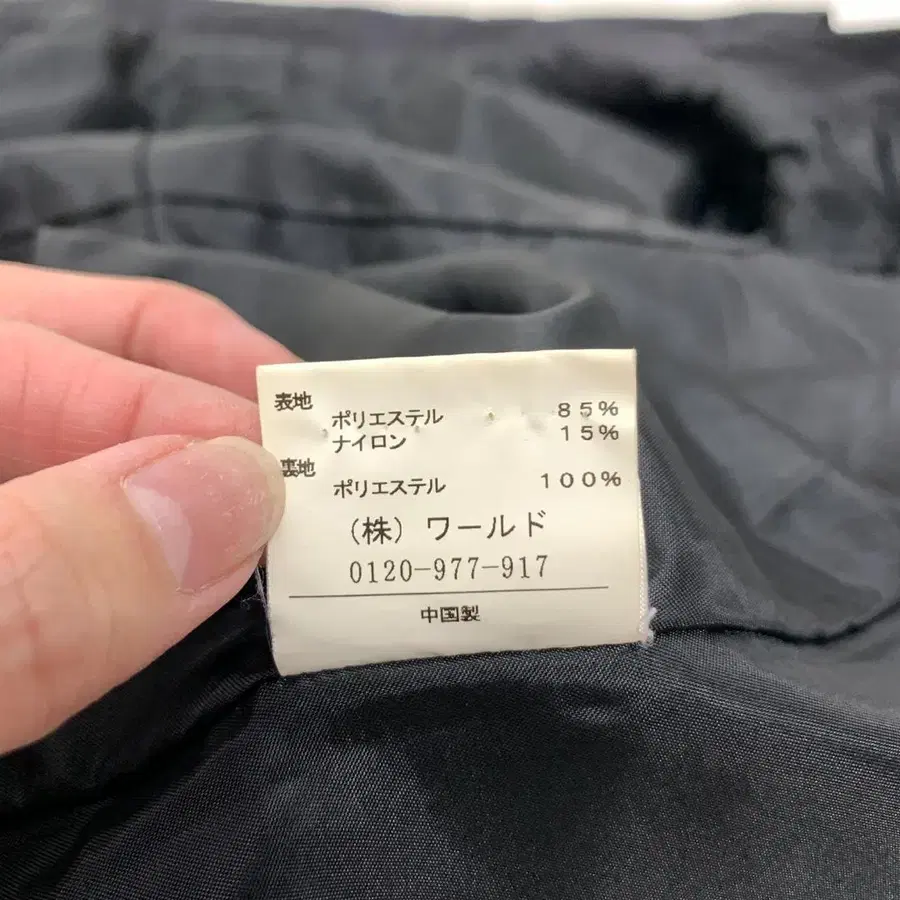 表地
ポリエステル 85%
ナイロン 15%
裏地
ポリエステル 100%
(株) ワールド
0120-977-917
中国製